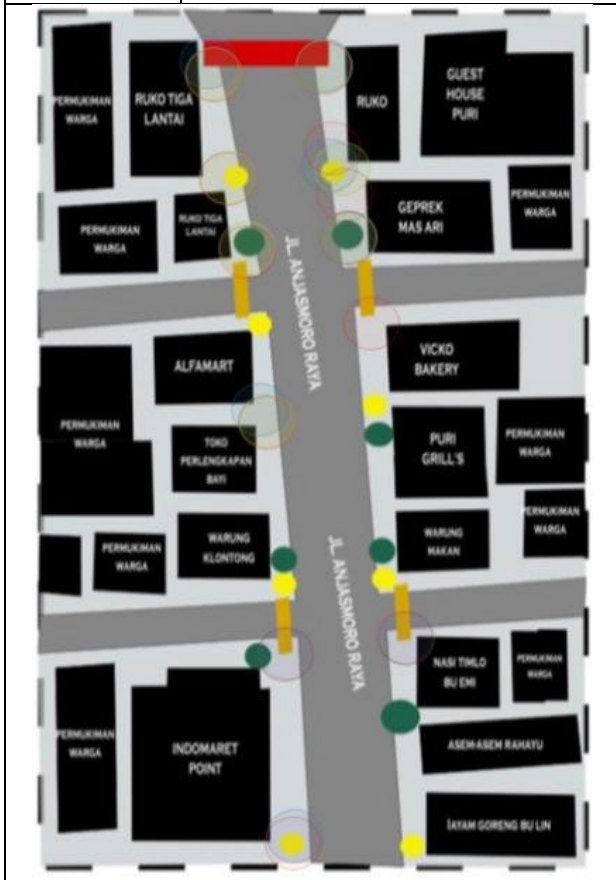 PERMUKIMAN
WARGA
RUKO TIGA
LANTAI
RUKO
GUEST
HOUSE
PURI
PERMUKIMAN
WARGA
RUKO TIGA
LANTAI
GEPREK
MAS ARI
PERMUKIMAN
WARGA
JL. ANJASMORO RAYA
ALFAMART
VICKO
BAKERY
PERMUKIMAN
WARGA
TOKO
PERLENGKAPAN
BAYI
PURI
GRILL'S
PERMUKIMAN
WARGA
PERMUKIMAN
WARGA
WARUNG
KLONTONG
JL. ANJASMORO RAYA
WARUNG
MAKAN
PERMUKIMAN
WARGA
PERMUKIMAN
WARGA
INDOMARET
POINT
NASI TIMLO
BU EMI
PERMUKIMAN
WARGA
ASEM-ASEM RAHAYU
IAYAM GORENG BU LIN